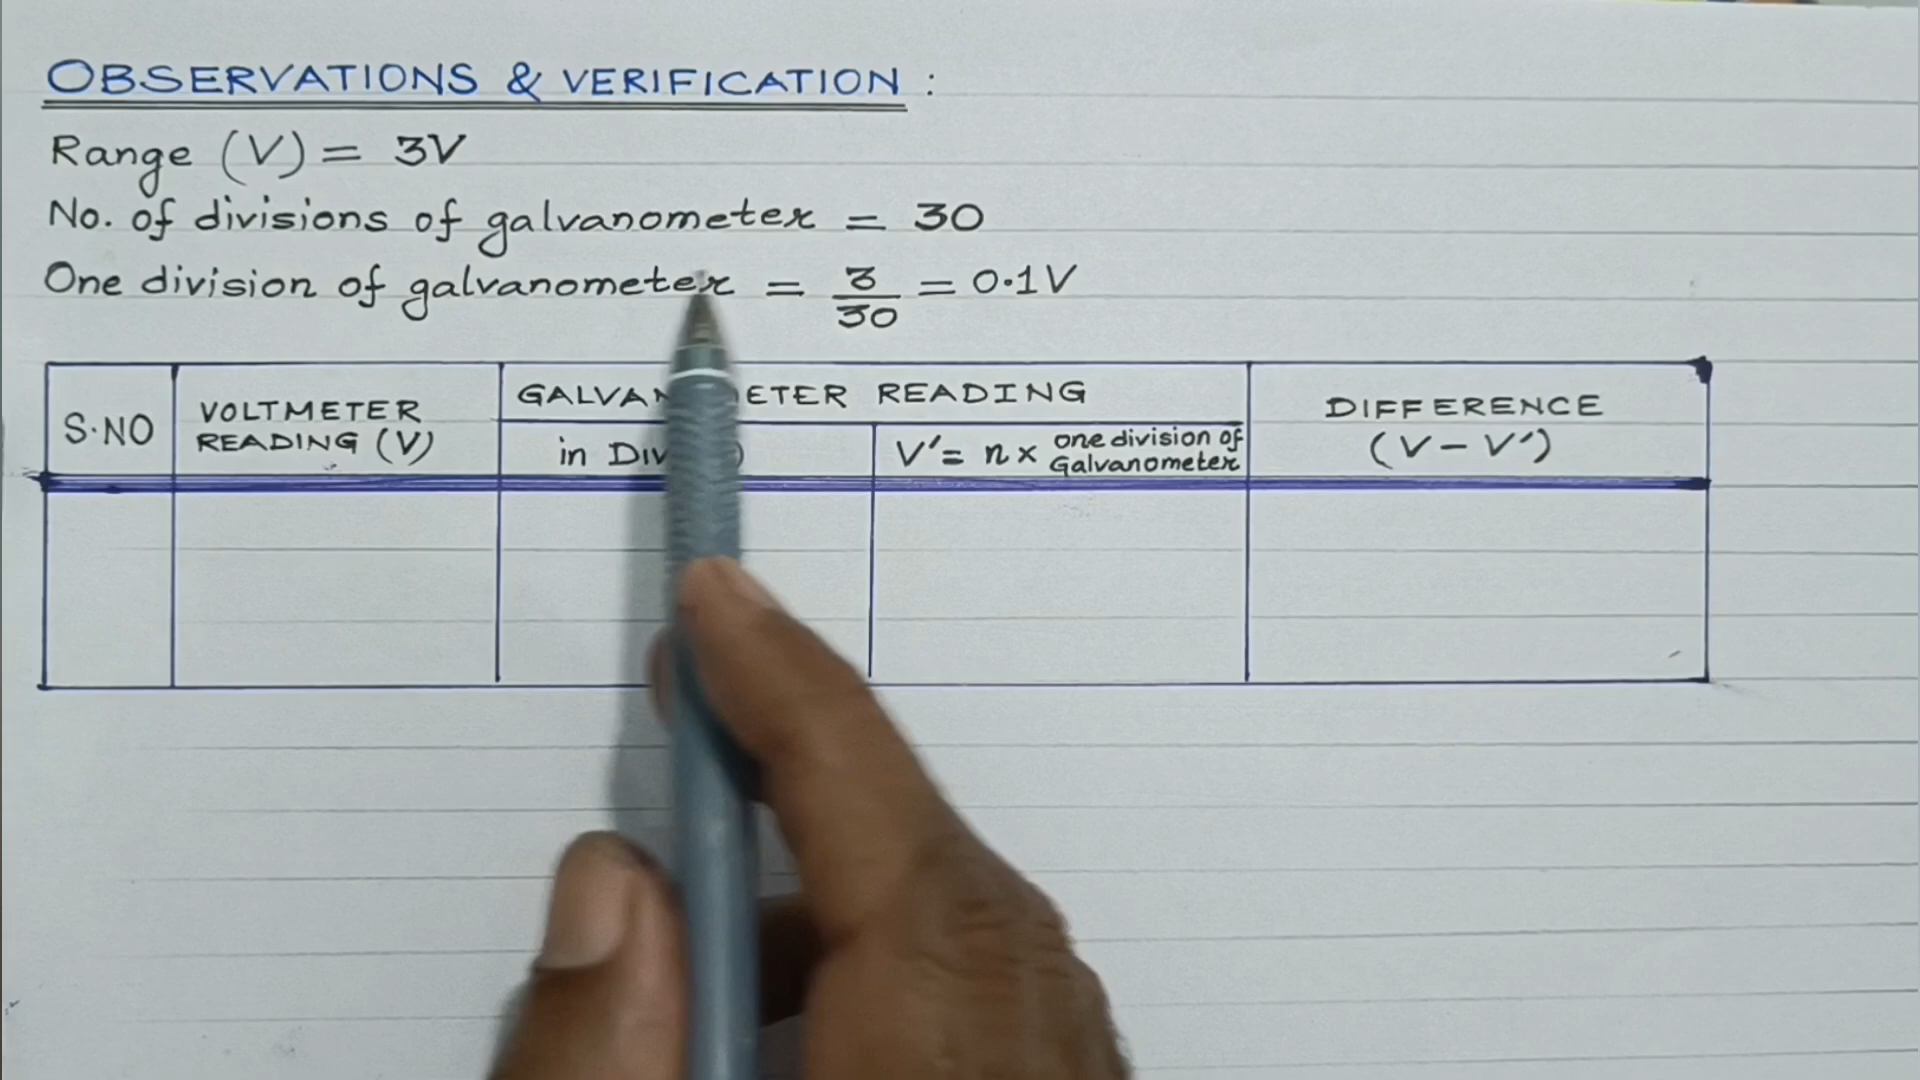 OBSERVATIONS & VERIFICATION :
Range (V) = 3V
No. of divisions of galvanometer = 30
One division of galvanometer = 3/30 = 0.1V
S.NO
VOLTMETER
READING (V)
GALVAN ETER READING
in DIV )
V' = n × one division of
Galvanometer
DIFFERENCE
(V - V')